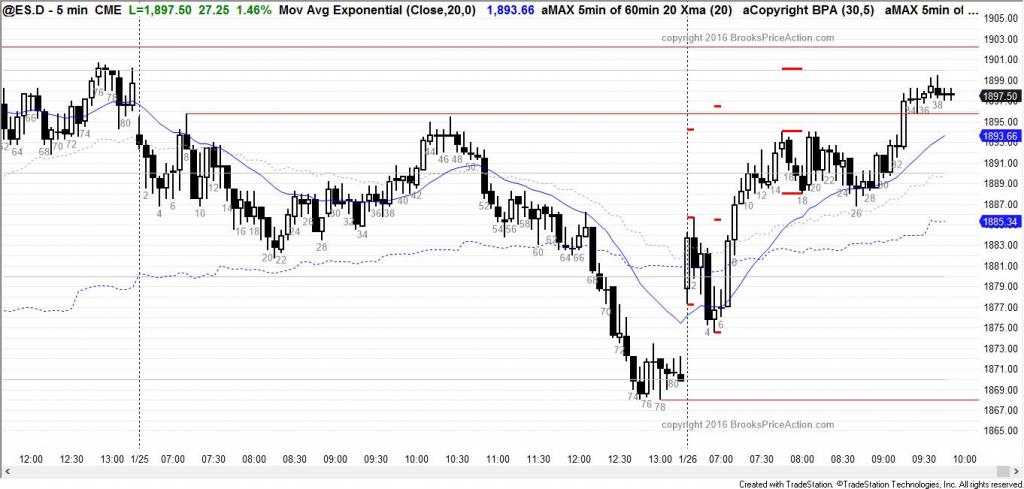 @ES.D - 5 min CME L=1,897.50 27.25 1.46% Mov Avg Exponential (Close,20,0) 1,893.66 aMAX 5min of 60min 20 Xma (20) aCopyright BPA (30,5) aMAX 5min of ...
copyright 2016 BrooksPriceAction.com
1905.00
1903.00
1901.00
1899.00
1897.50
1895.00
1893.66
1891.00
1889.00
1887.00
1885.34
1883.00
1881.00
1879.00
1877.00
1875.00
1873.00
1871.00
1869.00
1867.00
1865.00
64 66 68 70 72 74 76 78 80
2 4 6 8 10 12 14 16 18 20 22 24 26 28 30 32 34 36 38 40 42 44 46 48 50 52 54 56 58 60 62 64 66 68 70 72 74 76 78 80
2 4 6 8 10 12 14 16 18 20 22 24 26 28 30 32 34 36 38
copyright 2016 BrooksPriceAction.com
12:00 12:30 13:00 1/25 07:00 07:30 08:00 08:30 09:00 09:30 10:00 10:30 11:00 11:30 12:00 12:30 13:00 1/26 07:00 07:30 08:00 08:30 09:00 09:30 10:00
Created with TradeStation. ©TradeStation Technologies, Inc. All rights reserved.